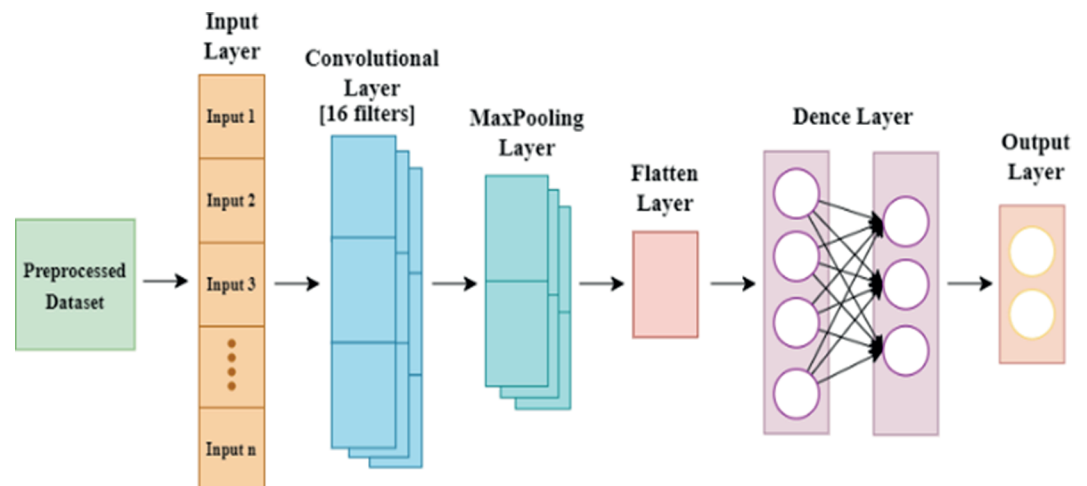 Preprocessed
Dataset
Input
Layer
Input 1
Input 2
Input 3
Input n
Convolutional
Layer
[16 filters]
MaxPooling
Layer
Flatten
Layer
Dence Layer
Output
Layer